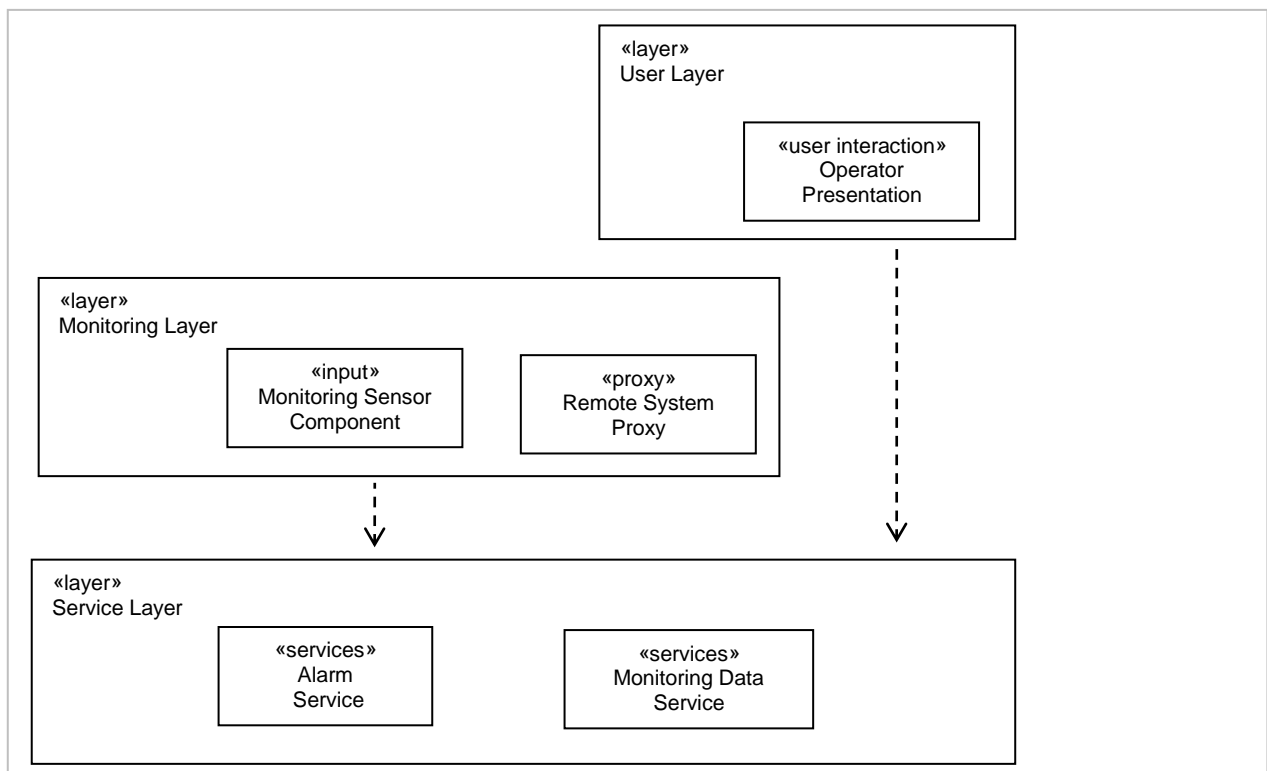 «layer»
User Layer
«user interaction»
Operator
Presentation
«layer»
Monitoring Layer
«input»
Monitoring Sensor
Component
«proxy»
Remote System
Proxy
«layer»
Service Layer
«services»
Alarm
Service
«services»
Monitoring Data
Service